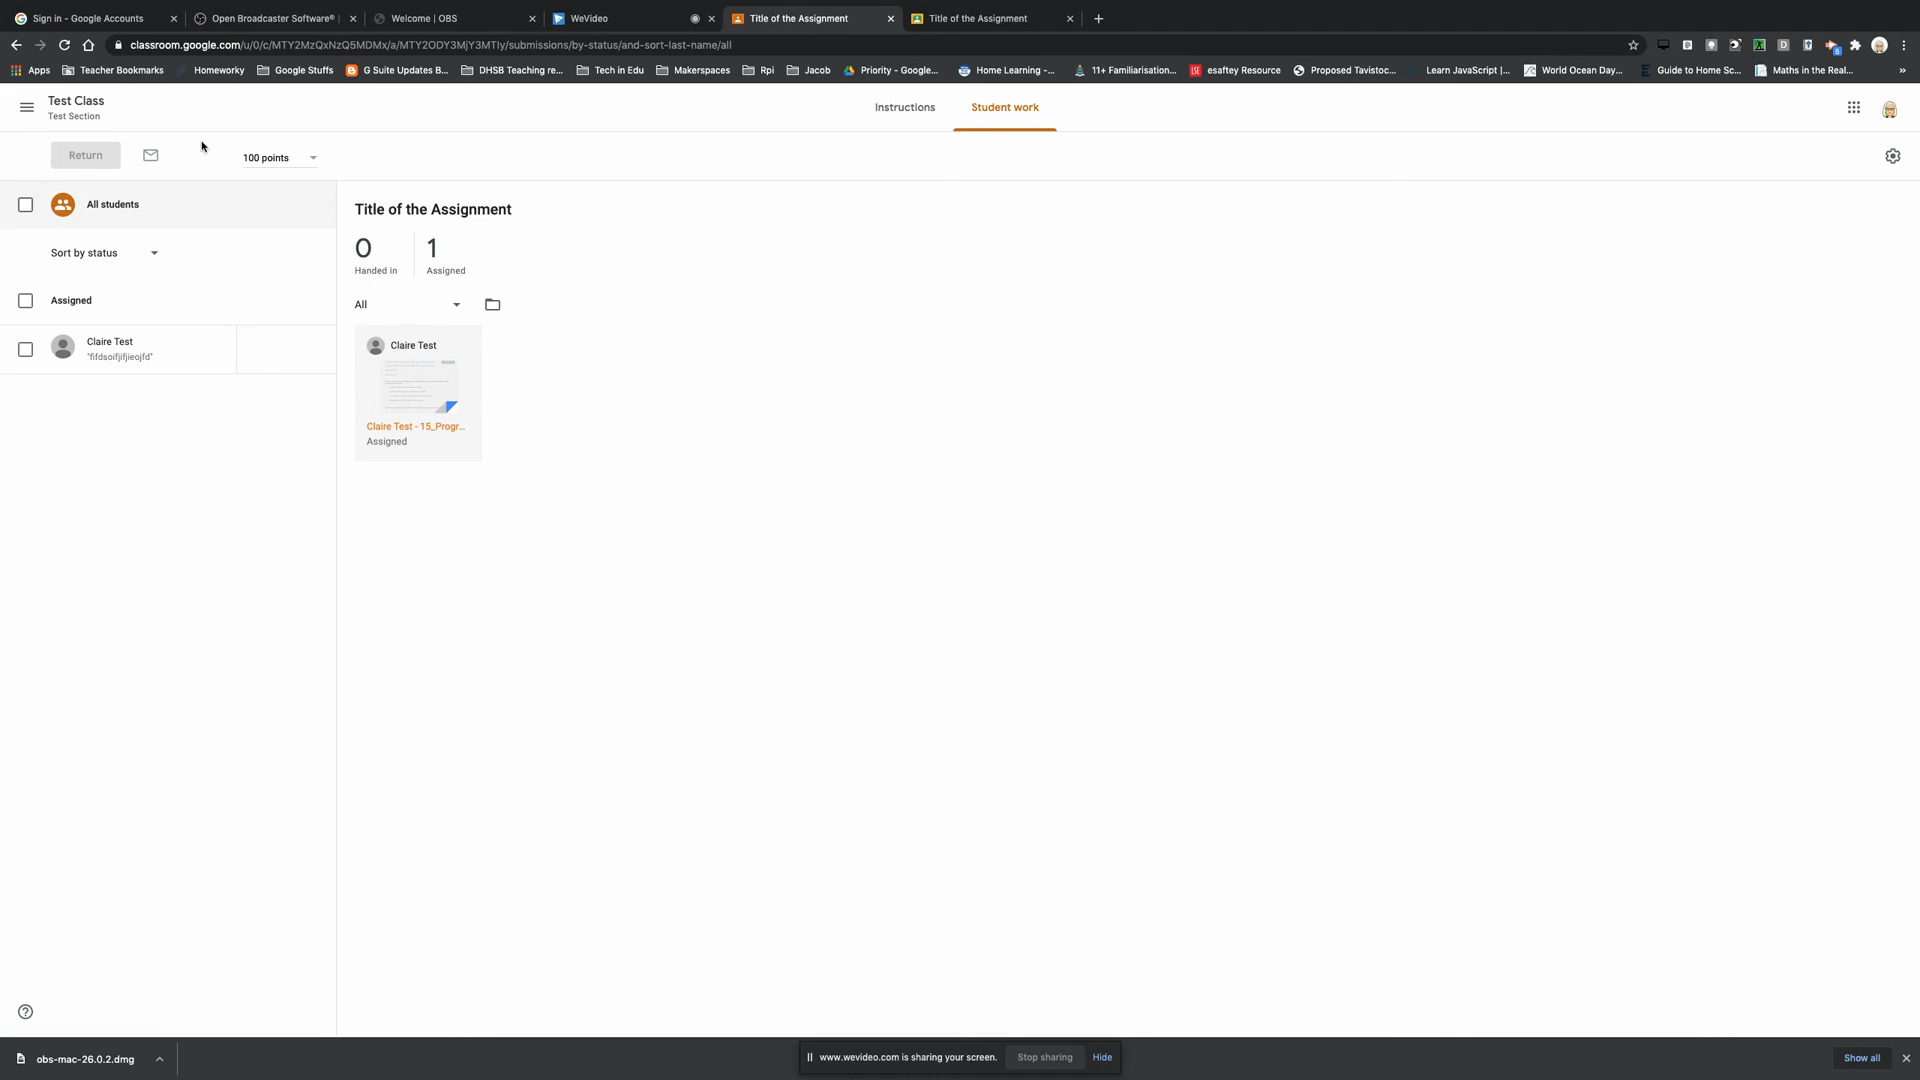 Sign in - Google Accounts
Open Broadcaster Software®
Welcome | OBS
WeVideo
Title of the Assignment
Title of the Assignment
classroom.google.com/u/0/c/MTY2MzQxNzQ5MDMx/a/MTY2ODY3MjY3MTIy/submissions/by-status/and-sort-last-name/all
Apps
Teacher Bookmarks
Homeworky
Google Stuffs
G Suite Updates B...
DHSB Teaching re...
Tech in Edu
Makerspaces
Rpi
Jacob
Priority - Google...
Home Learning -...
11+ Familiarisation...
esaftey Resource
Proposed Tavistoc...
Learn JavaScript |...
World Ocean Day...
Guide to Home Sc...
Maths in the Real...
»
Test Class
Test Section
Instructions
Student work
Return
100 points
All students
Sort by status
Assigned
Claire Test
"fifdsoifjifjieojfd"
Title of the Assignment
0
Handed in
1
Assigned
All
Claire Test
Claire Test - 15_Progr...
Assigned
obs-mac-26.0.2.dmg
www.wevideo.com is sharing your screen.
Stop sharing
Hide
Show all